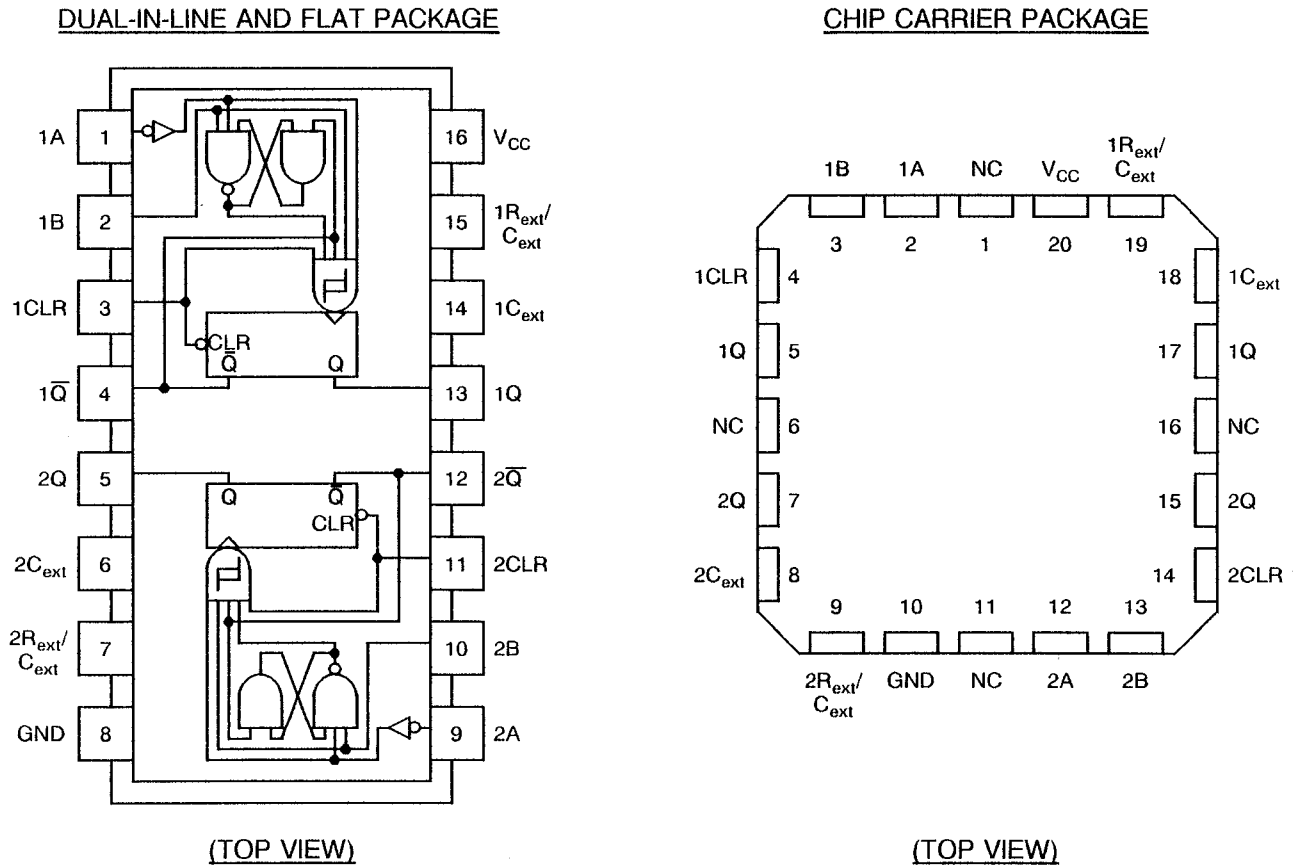 DUAL-IN-LINE AND FLAT PACKAGE
1A 1
1B 2
1CLR 3
1Q̅ 4
2Q 5
2Cext 6
2Rext/
Cext 7
GND 8
16 VCC
15 1Rext/
Cext
14 1Cext
13 1Q
12 2Q̅
11 2CLR
10 2B
9 2A
CLR
Q̅ Q
Q Q̅
CLR
(TOP VIEW)
CHIP CARRIER PACKAGE
1B 1A NC VCC 1Rext/
Cext
3 2 1 20 19
1CLR 4
1Q 5
NC 6
2Q 7
2Cext 8
18 1Cext
17 1Q
16 NC
15 2Q
14 2CLR
9 10 11 12 13
2Rext/
Cext GND NC 2A 2B
(TOP VIEW)